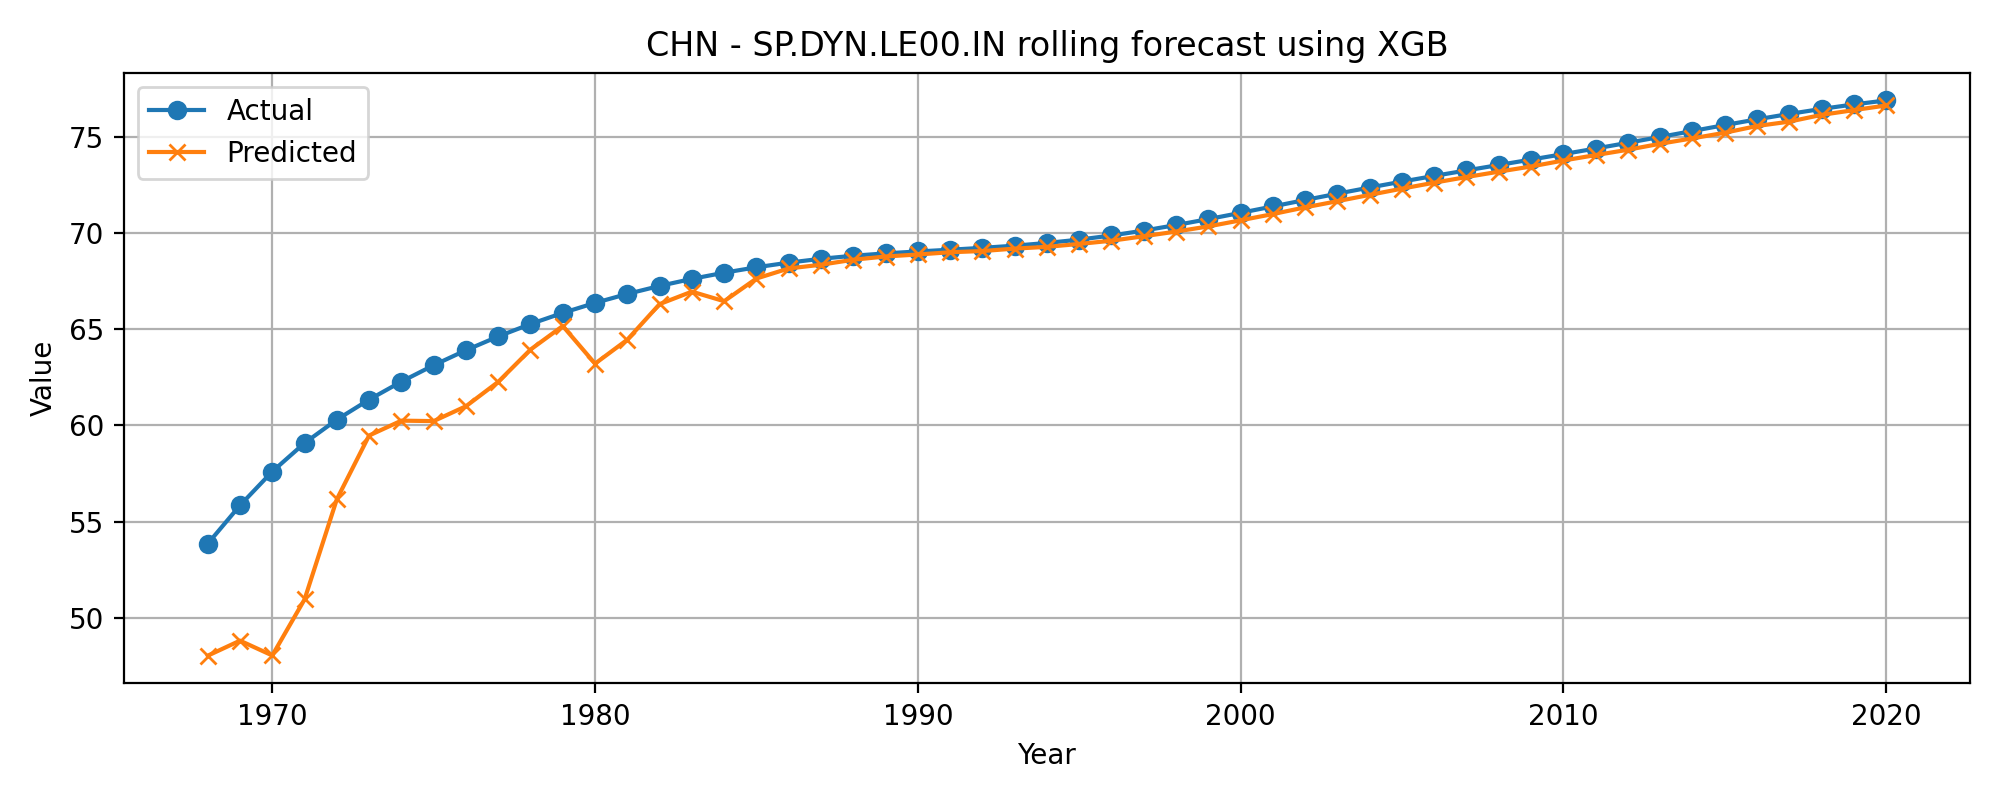 CHN - SP.DYN.LE00.IN rolling forecast using XGB
Actual
Predicted
Value
75
70
65
60
55
50
1970 1980 1990 2000 2010 2020
Year